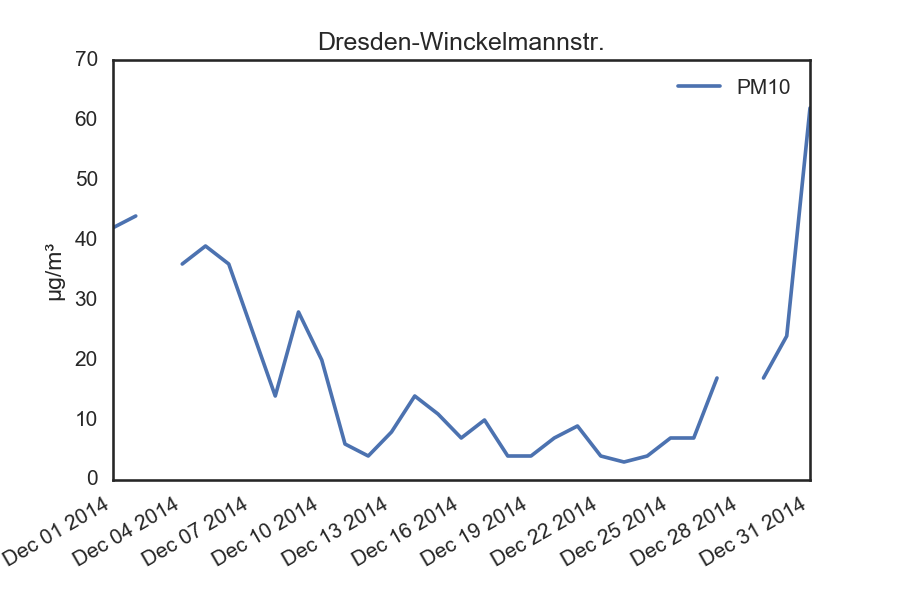 Dresden-Winckelmannstr.
70
60
50
40
30
20
10
0
µg/m³
PM10
Dec 01 2014
Dec 04 2014
Dec 07 2014
Dec 10 2014
Dec 13 2014
Dec 16 2014
Dec 19 2014
Dec 22 2014
Dec 25 2014
Dec 28 2014
Dec 31 2014